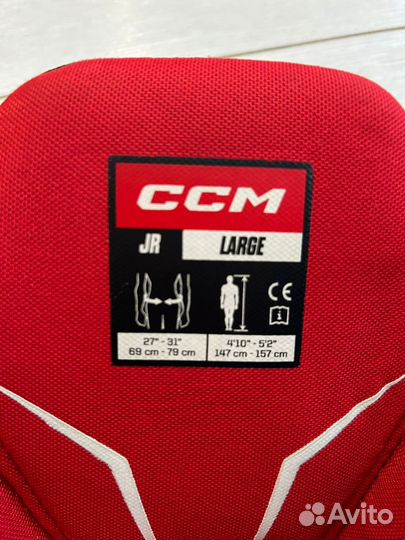 CCM
JR LARGE
27" - 31" 4'10" - 5'2"
69 cm - 79 cm 147 cm - 157 cm
CE
i
Avito